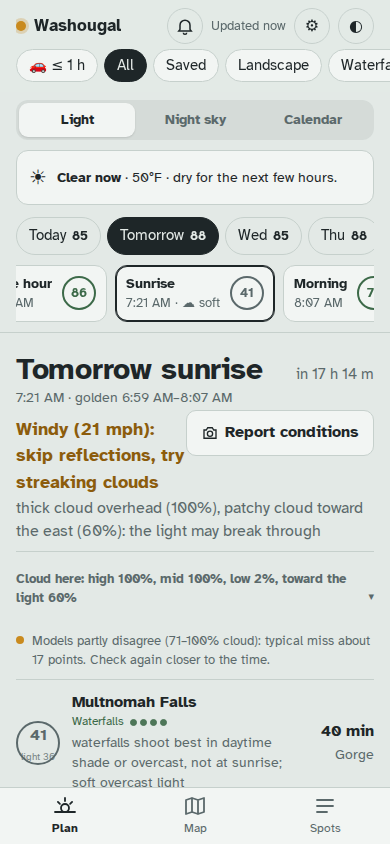 Washougal
Updated now
🚗 ≤ 1 h
All
Saved
Landscape
Waterfa
Light
Night sky
Calendar
Clear now · 50°F · dry for the next few hours.
Today 85
Tomorrow 88
Wed 85
Thu 88
e hour
AM
86
Sunrise
7:21 AM · ☁ soft
41
Morning
8:07 AM
7
Tomorrow sunrise
in 17 h 14 m
7:21 AM · golden 6:59 AM–8:07 AM
Windy (21 mph):
skip reflections, try
streaking clouds
Report conditions
thick cloud overhead (100%), patchy cloud toward
the east (60%): the light may break through
Cloud here: high 100%, mid 100%, low 2%, toward the
light 60%
Models partly disagree (71–100% cloud): typical miss about
17 points. Check again closer to the time.
41
light 36
Multnomah Falls
Waterfalls
waterfalls shoot best in daytime
shade or overcast, not at sunrise;
soft overcast light
40 min
Gorge
Plan
Map
Spots